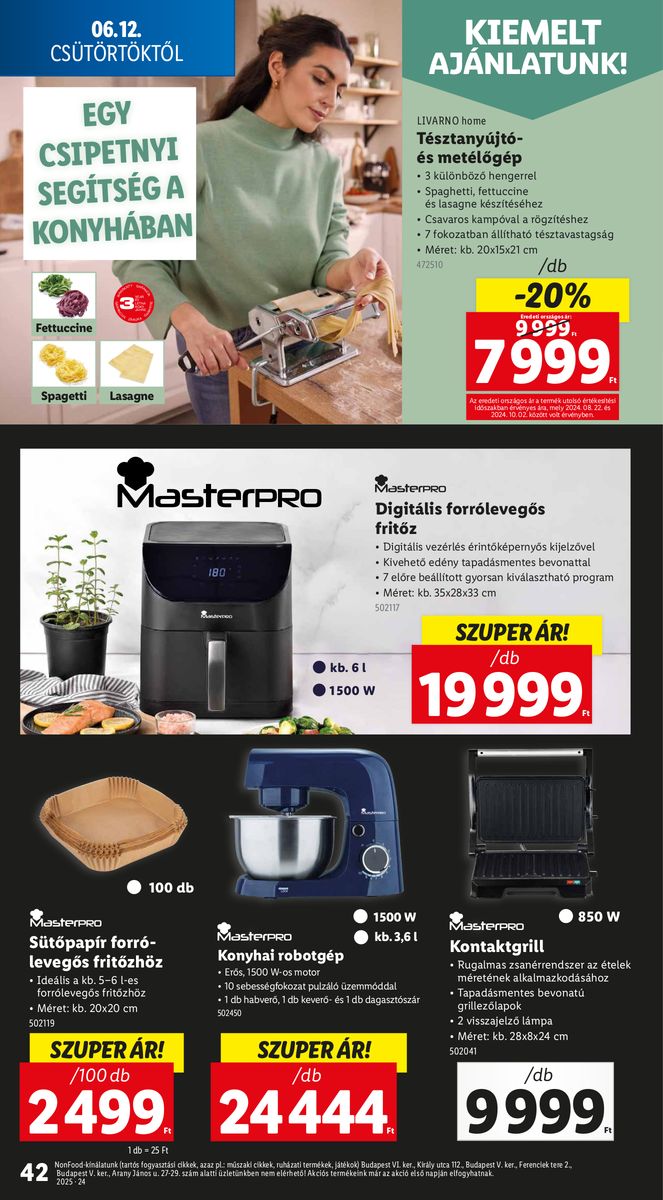 06.12.
CSÜTÖRTÖKTŐL
EGY
CSIPETNYI
SEGÍTSÉG A
KONYHÁBAN
Fettuccine
3
Spagetti
Lasagne
KIEMELT
AJÁNLATUNK!
LIVARNO home
Tésztanyújtó-
és metélőgép
• 3 különböző hengerrel
• Spaghetti, fettuccine
és lasagne készítéséhez
• Csavaros kampóval a rögzítéshez
• 7 fokozatban állítható tésztavastagság
• Méret: kb. 20x15x21 cm
472510
/db
-20%
Eredeti országos ár:
9 999 Ft
7 999 Ft
Az eredeti országos ár a termék utolsó értékesítési
időszakban érvényes ára, mely 2024. 08. 22. és
2024. 10. 02. között volt érvényben.
MASTERPRO
MASTERPRO
Digitális forrólevegős
fritőz
• Digitális vezérlés érintőképernyős kijelzővel
• Kivehető edény tapadásmentes bevonattal
• 7 előre beállított gyorsan kiválasztható program
• Méret: kb. 35x28x33 cm
502117
180
MASTERPRO
kb. 6 l
1500 W
SZUPER ÁR!
/db
19 999 Ft
100 db
MASTERPRO
Sütőpapír forró-
levegős fritőzhöz
• Ideális a kb. 5–6 l-es
forrólevegős fritőzhöz
• Méret: kb. 20x20 cm
502119
SZUPER ÁR!
/100 db
2 499 Ft
1 db = 25 Ft
MASTERPRO
1500 W
kb. 3,6 l
MASTERPRO
Konyhai robotgép
• Erős, 1500 W-os motor
• 10 sebességfokozat pulzáló üzemmóddal
• 1 db habverő, 1 db keverő- és 1 db dagasztószár
502450
SZUPER ÁR!
/db
24 444 Ft
850 W
MASTERPRO
Kontaktgrill
• Rugalmas zsanérrendszer az ételek
méretének alkalmazkodásához
• Tapadásmentes bevonatú
grillezőlapok
• 2 visszajelző lámpa
• Méret: kb. 28x8x24 cm
502041
/db
9 999 Ft
42
NonFood-kínálatunk (tartós fogyasztási cikkek, azaz pl.: műszaki cikkek, ruházati termékek, játékok) Budapest VI. ker., Király utca 112., Budapest V. ker., Ferenciek tere 2.,
Budapest V. ker., Arany János u. 27-29. szám alatti üzletünkben nem elérhető! Akciós termékeink már az akció első napján elfogyhatnak.
2025 · 24